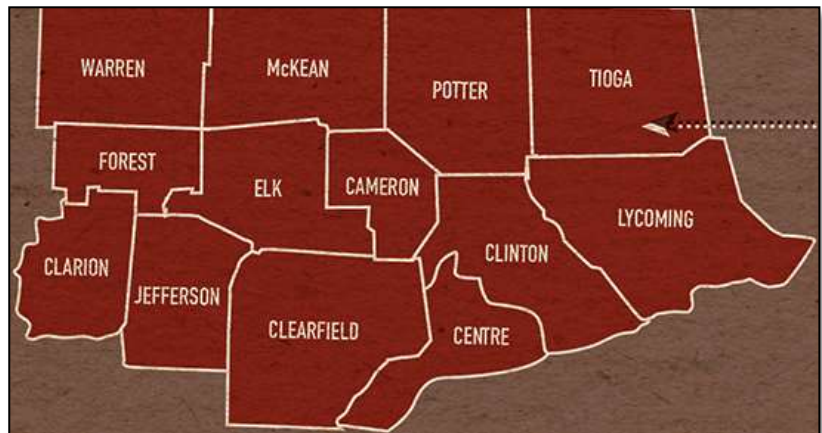 WARREN
McKEAN
POTTER
TIOGA
FOREST
ELK
CAMERON
LYCOMING
CLARION
JEFFERSON
CLINTON
CLEARFIELD
CENTRE